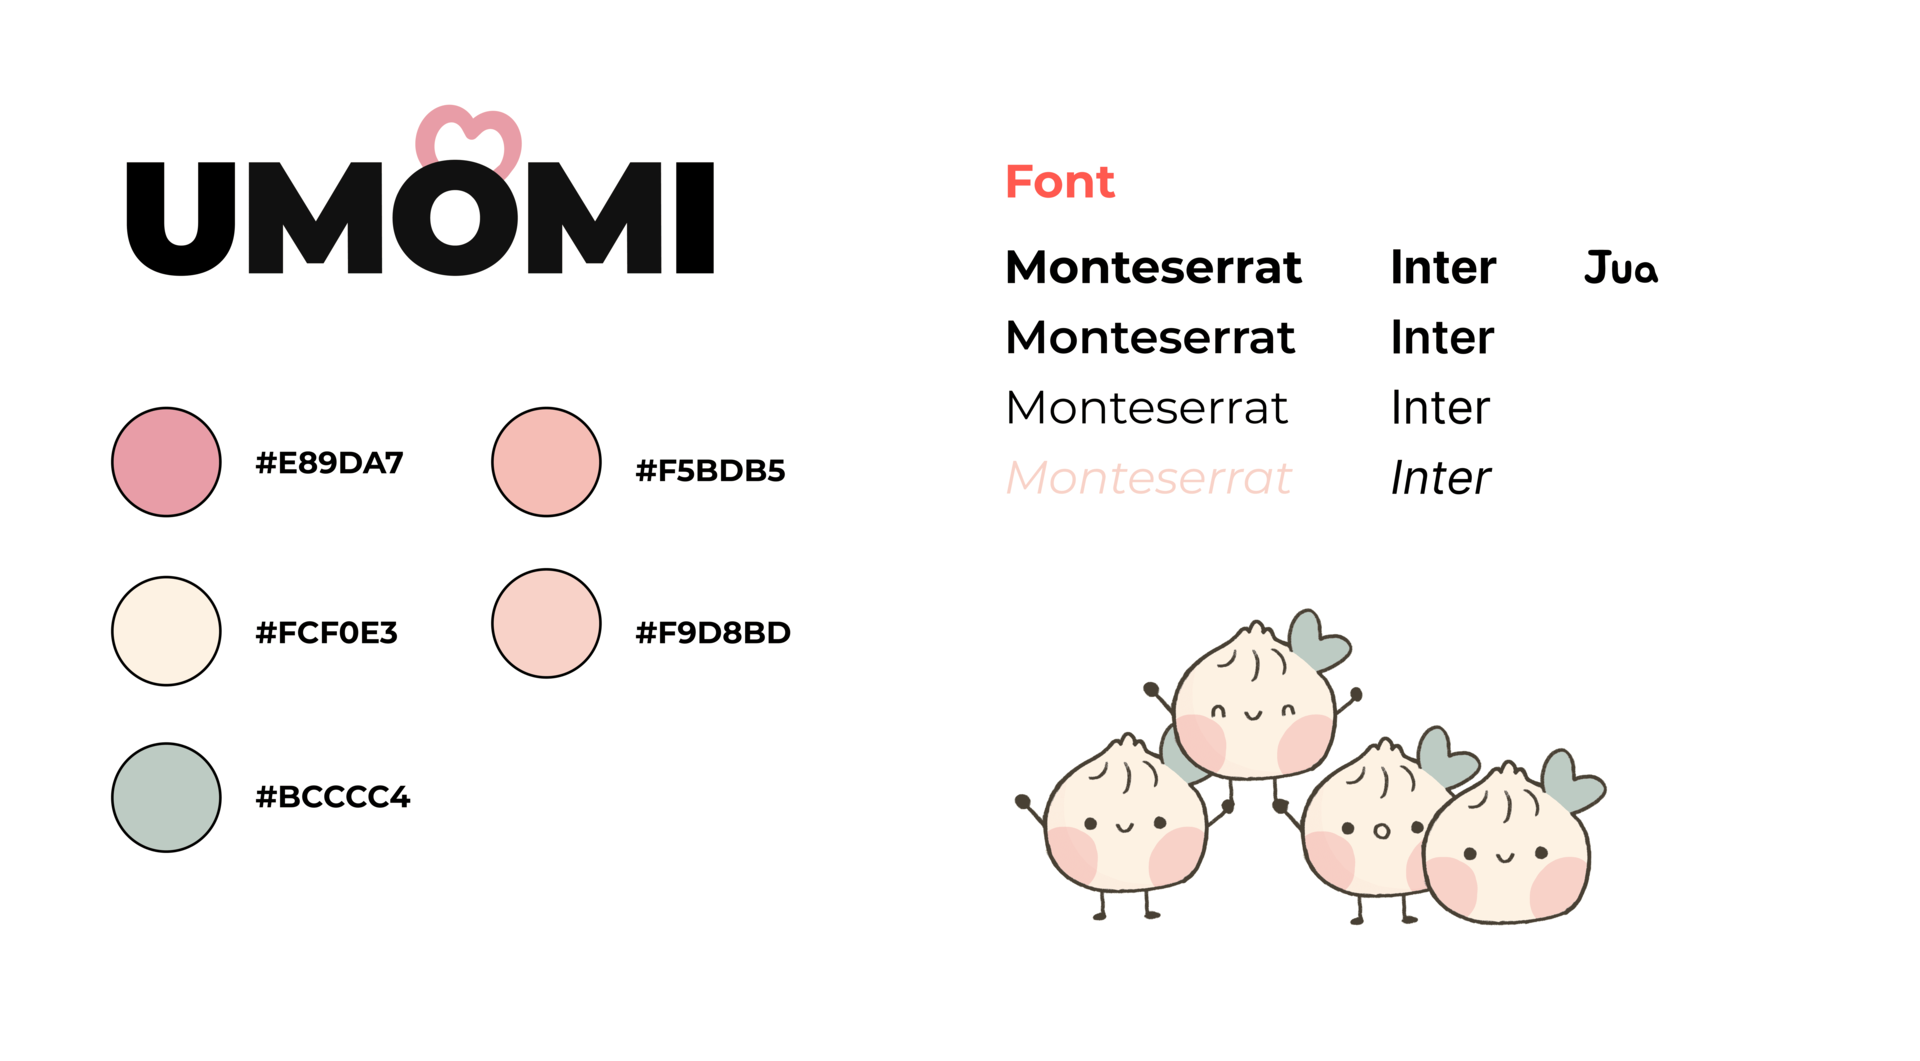 UMOMI
#E89DA7
#F5BDB5
#FCF0E3
#F9D8BD
#BCCCC4
Font
Monteserrat Inter Jua
Monteserrat Inter
Monteserrat Inter
Monteserrat Inter